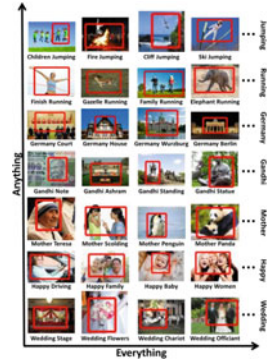 Children Jumping Fire Jumping Cliff Jumping Ski Jumping
Jumping
Finish Running Gazelle Running Family Running Elephant Running
Running
Germany Court Germany House Germany Wurzburg Germany Berlin
Germany
Gandhi Note Gandhi Ashram Gandhi Standing Gandhi Statue
Gandhi
Mother Teresa Mother Scolding Mother Penguin Mother Panda
Mother
Happy Driving Happy Family Happy Baby Happy Women
Happy
Wedding Stage Wedding Flowers Wedding Chariot Wedding Officiant
Wedding
Anything
Everything